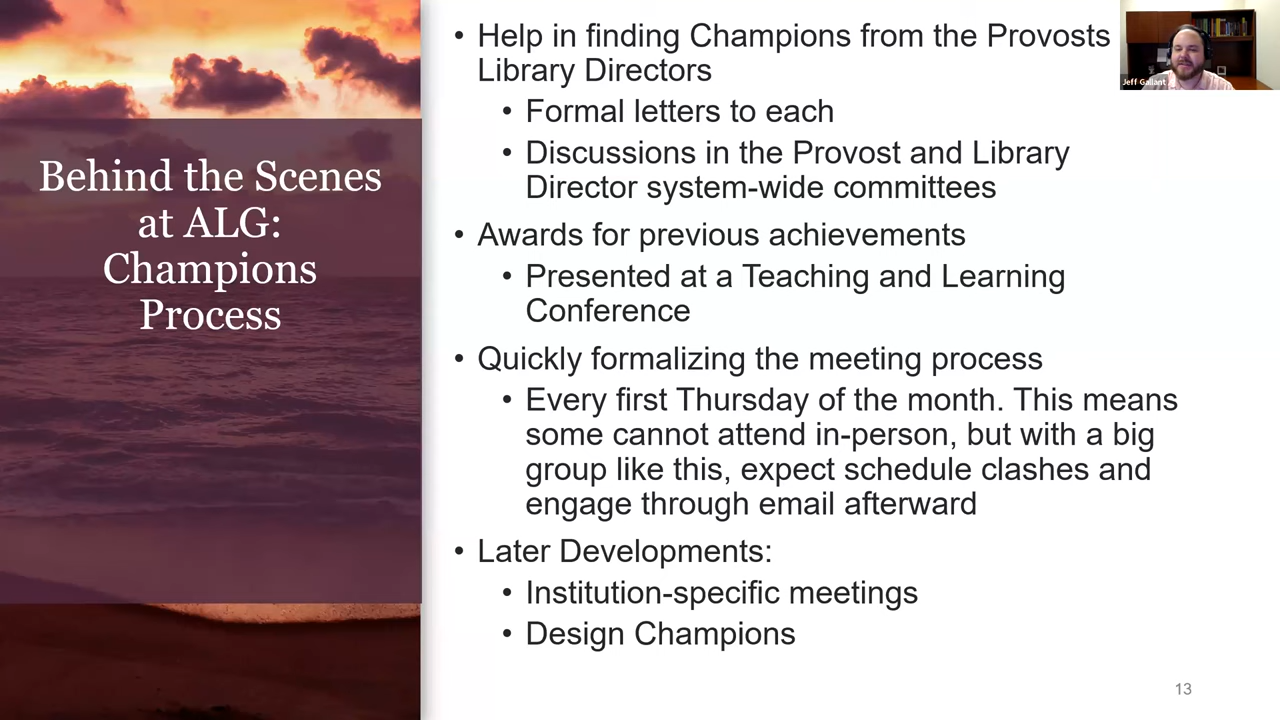 Behind the Scenes
at ALG:
Champions
Process
• Help in finding Champions from the Provosts
Library Directors
• Formal letters to each
• Discussions in the Provost and Library
Director system-wide committees
• Awards for previous achievements
• Presented at a Teaching and Learning
Conference
• Quickly formalizing the meeting process
• Every first Thursday of the month. This means
some cannot attend in-person, but with a big
group like this, expect schedule clashes and
engage through email afterward
• Later Developments:
• Institution-specific meetings
• Design Champions
13
Jeff Gallant